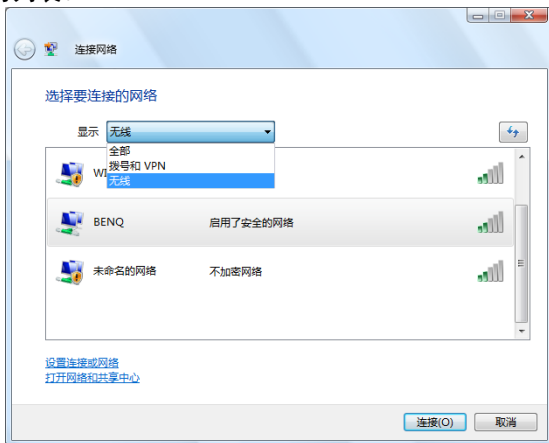 连接网络
选择要连接的网络
显示 无线
全部
拨号和 VPN
无线
BENQ 启用了安全的网络
未命名的网络 不加密网络
设置连接或网络
打开网络和共享中心
连接(O) 取消